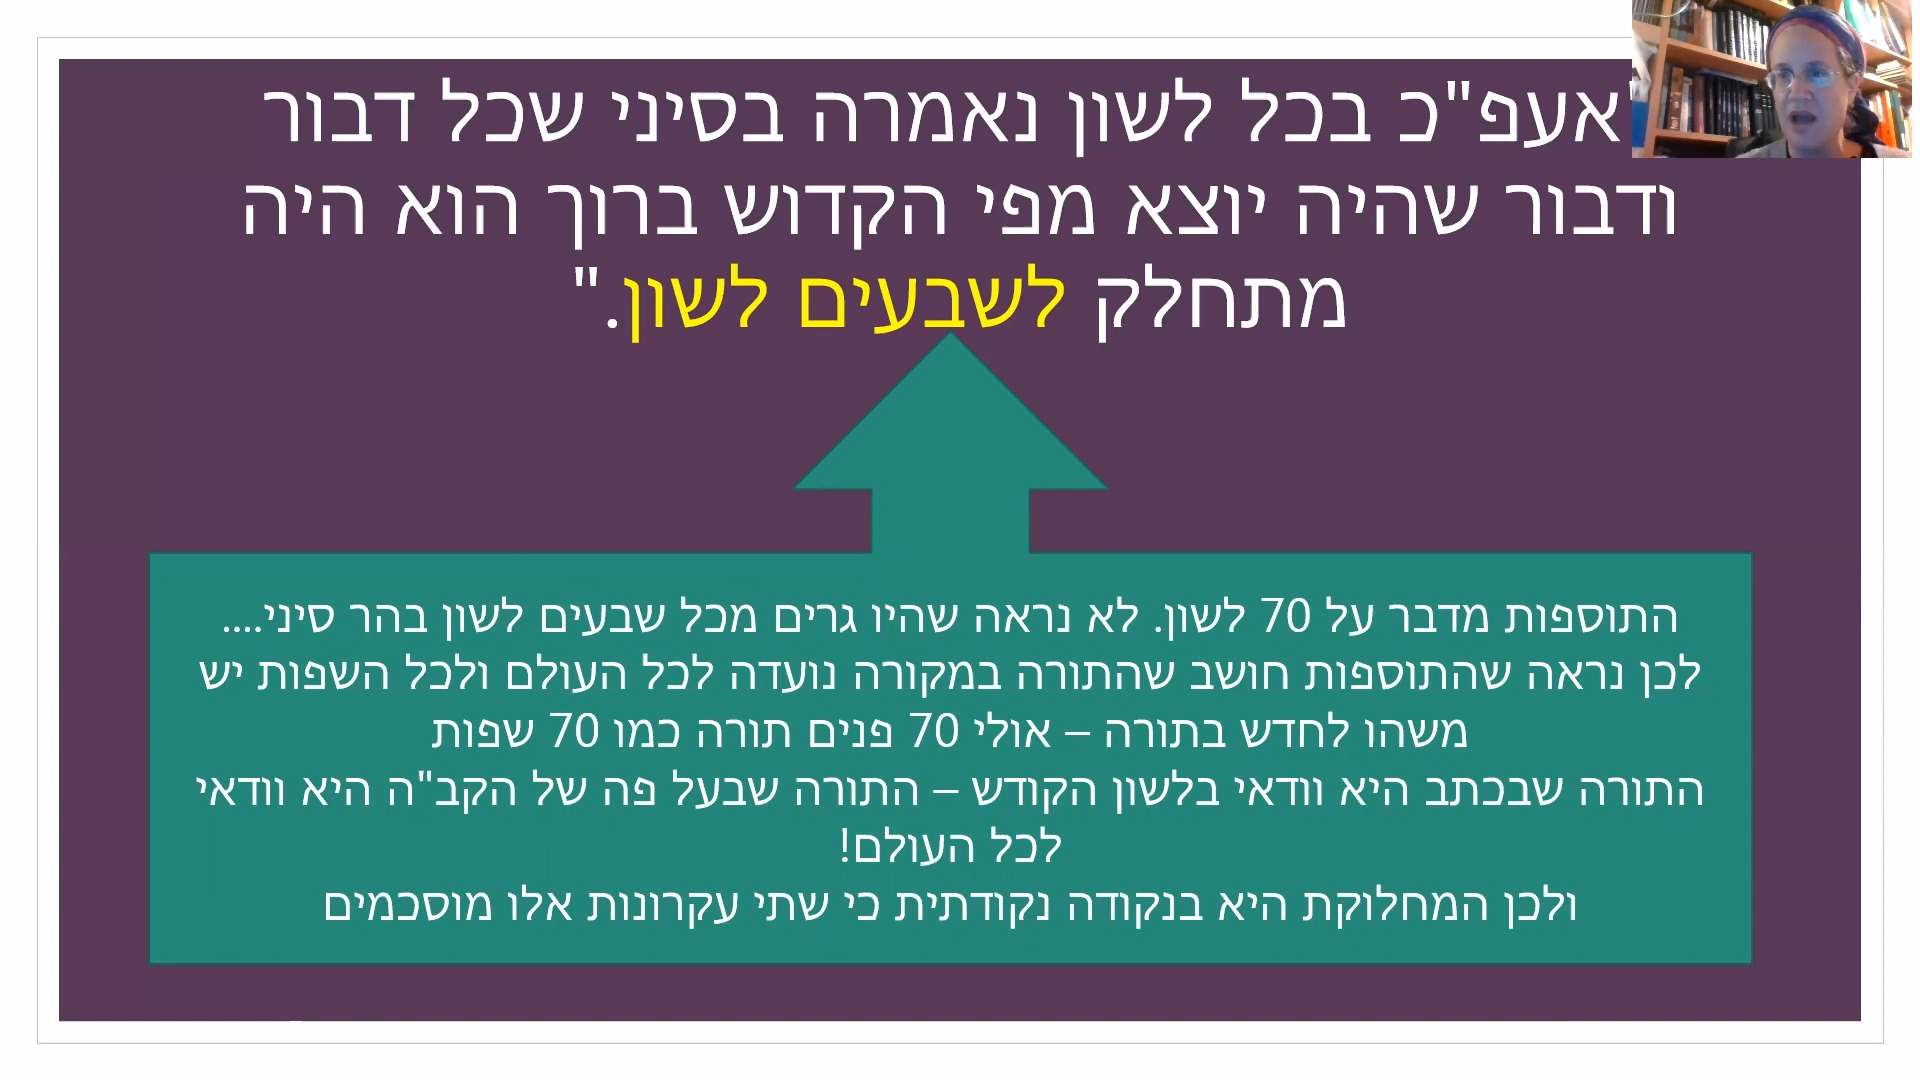 "אעפ"כ בכל לשון נאמרה בסיני שכל דבור
ודבור שהיה יוצא מפי הקדוש ברוך הוא היה
מתחלק לשבעים לשון."
התוספות מדבר על 70 לשון. לא נראה שהיו גרים מכל שבעים לשון בהר סיני....
לכן נראה שהתוספות חושב שהתורה במקורה נועדה לכל העולם ולכל השפות יש
משהו לחדש בתורה – אולי 70 פנים תורה כמו 70 שפות
התורה שבכתב היא וודאי בלשון הקודש – התורה שבעל פה של הקב"ה היא וודאי
לכל העולם!
ולכן המחלוקת היא בנקודה נקודתית כי שתי עקרונות אלו מוסכמים